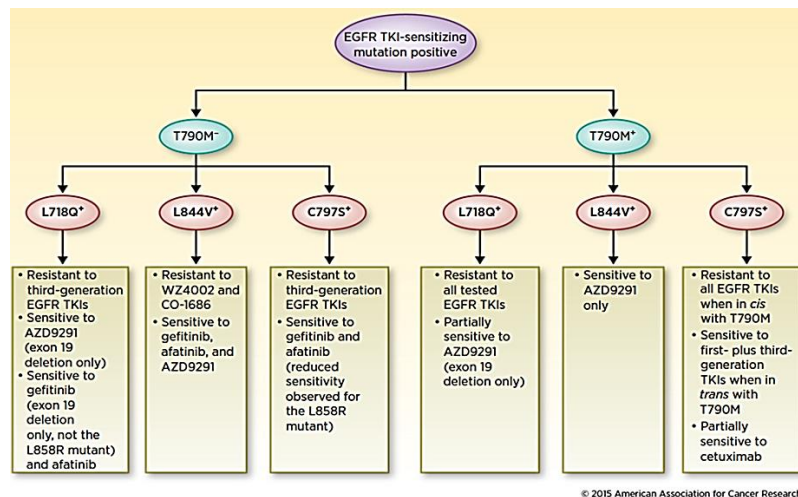 EGFR TKI-sensitizing
mutation positive
T790M⁻
T790M⁺
L718Q⁺
L844V⁺
C797S⁺
L718Q⁺
L844V⁺
C797S⁺
• Resistant to
third-generation
EGFR TKIs
• Sensitive to
AZD9291
(exon 19
deletion only)
• Sensitive to
gefitinib
(exon 19
deletion
only, not the
L858R mutant)
and afatinib
• Resistant to
WZ4002 and
CO-1686
• Sensitive to
gefitinib,
afatinib, and
AZD9291
• Resistant to
third-generation
EGFR TKIs
• Sensitive to
gefitinib and
afatinib
(reduced
sensitivity
observed for
the L858R
mutant)
• Resistant to
all tested
EGFR TKIs
• Partially
sensitive to
AZD9291
(exon 19
deletion only)
• Sensitive to
AZD9291
only
• Resistant to
all EGFR TKIs
when in cis
with T790M
• Sensitive to
first- plus third-
generation
TKIs when in
trans with
T790M
• Partially
sensitive to
cetuximab
© 2015 American Association for Cancer Research